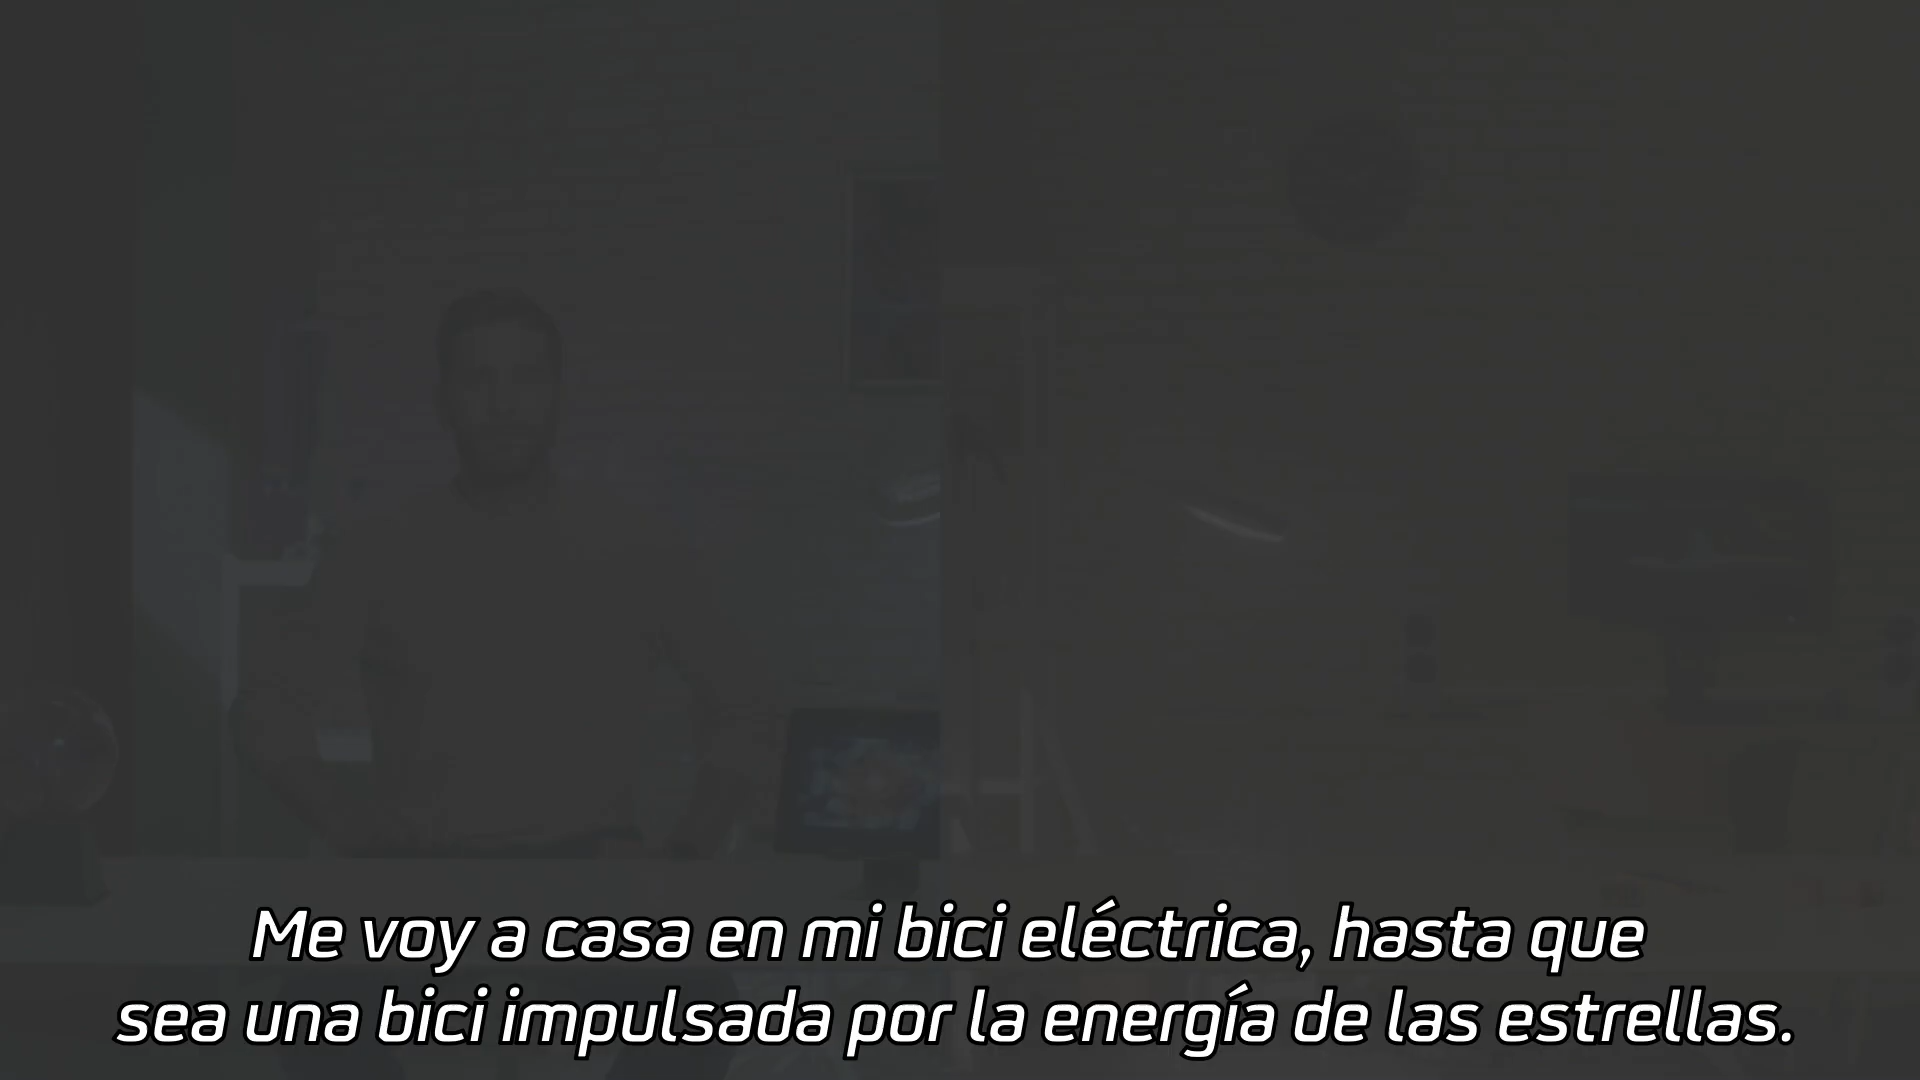 Me voy a casa en mi bici eléctrica, hasta que
sea una bici impulsada por la energía de las estrellas.